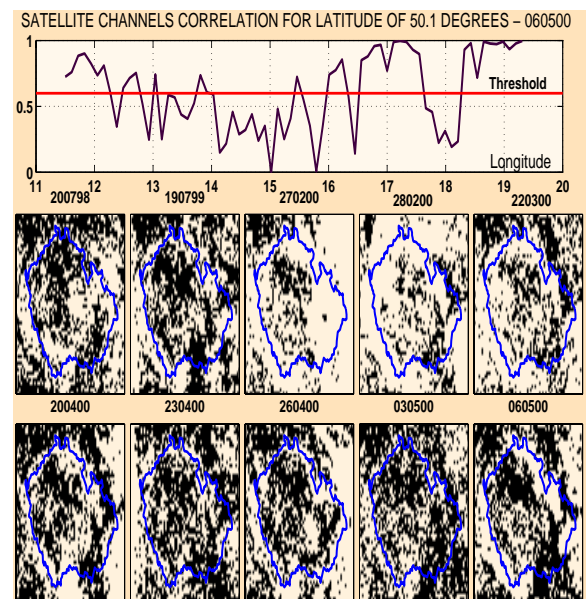 SATELLITE CHANNELS CORRELATION FOR LATITUDE OF 50.1 DEGREES – 060500
1
Threshold
0.5
Longitude
0
11 12 13 14 15 16 17 18 19 20
200798 190799 270200 280200 220300
200400 230400 260400 030500 060500